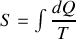 S = ∫ dQ/T